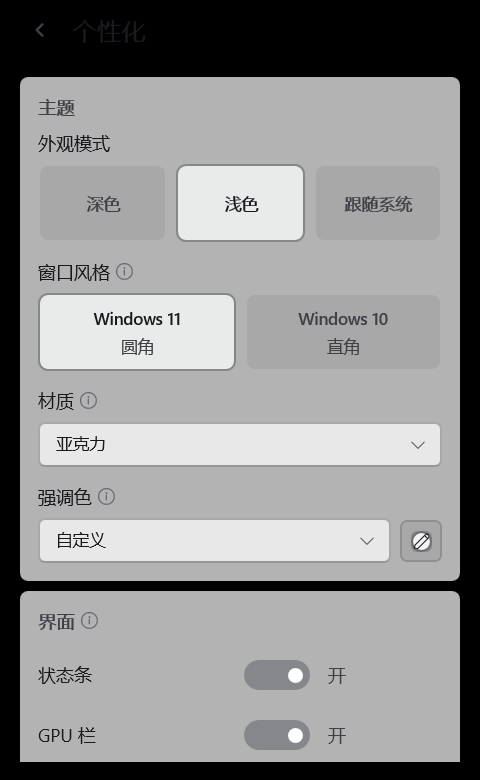 个性化
主题
外观模式
深色 浅色 跟随系统
窗口风格
Windows 11 Windows 10
圆角 直角
材质
亚克力
强调色
自定义
界面
状态条 开
GPU 栏 开